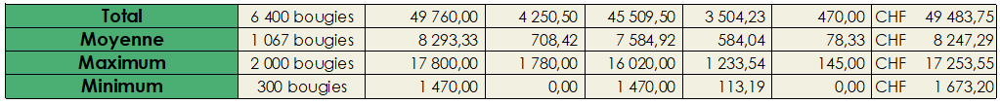 Total 6 400 bougies 49 760,00 4 250,50 45 509,50 3 504,23 470,00 CHF 49 483,75
Moyenne 1 067 bougies 8 293,33 708,42 7 584,92 584,04 78,33 CHF 8 247,29
Maximum 2 000 bougies 17 800,00 1 780,00 16 020,00 1 233,54 145,00 CHF 17 253,55
Minimum 300 bougies 1 470,00 0,00 1 470,00 113,19 0,00 CHF 1 673,20